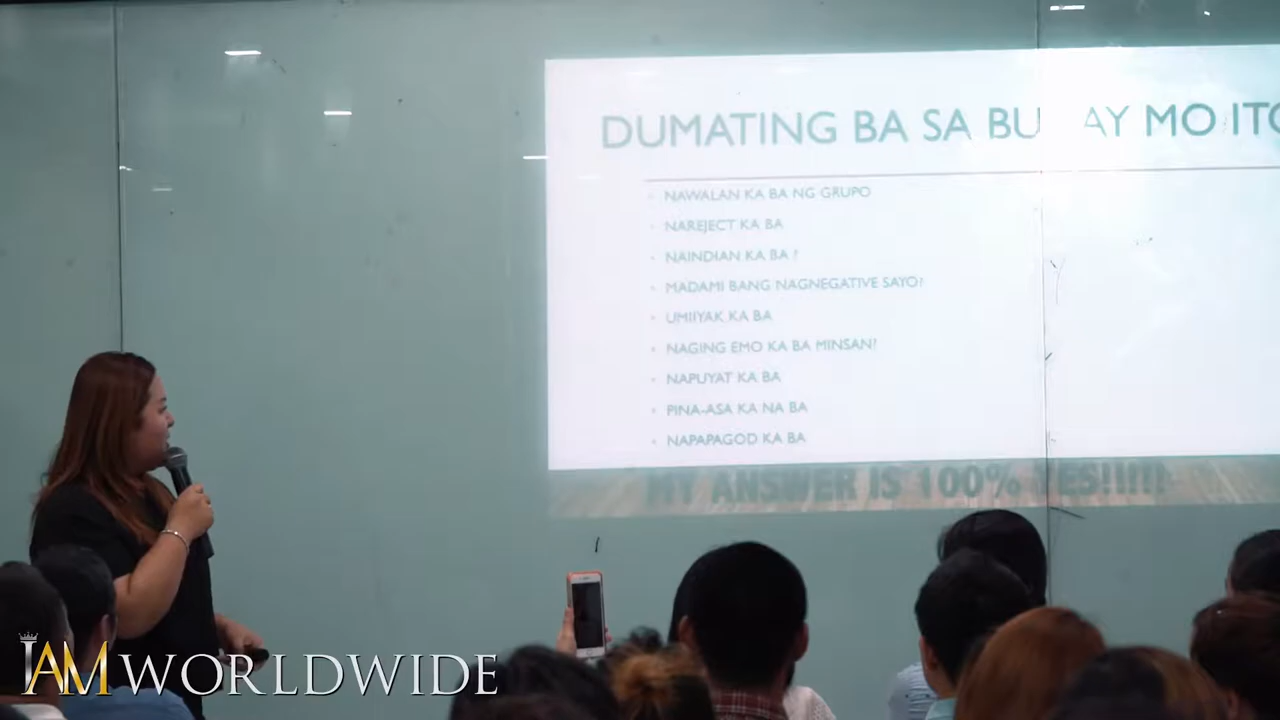 DUMATING BA SA BU AY MO ITO
NAWALAN KA BA NG GRUPO
NAREJECT KA BA
NAINDIAN KA BA ?
MADAMI BANG NAGNEGATIVE SAYO?
UMIIYAK KA BA
NAGING EMO KA BA MINSAN?
NAPUYAT KA BA
PINA-ASA KA NA BA
NAPAPAGOD KA BA
MY ANSWER IS 100% YES!!!!!
IAM WORLDWIDE